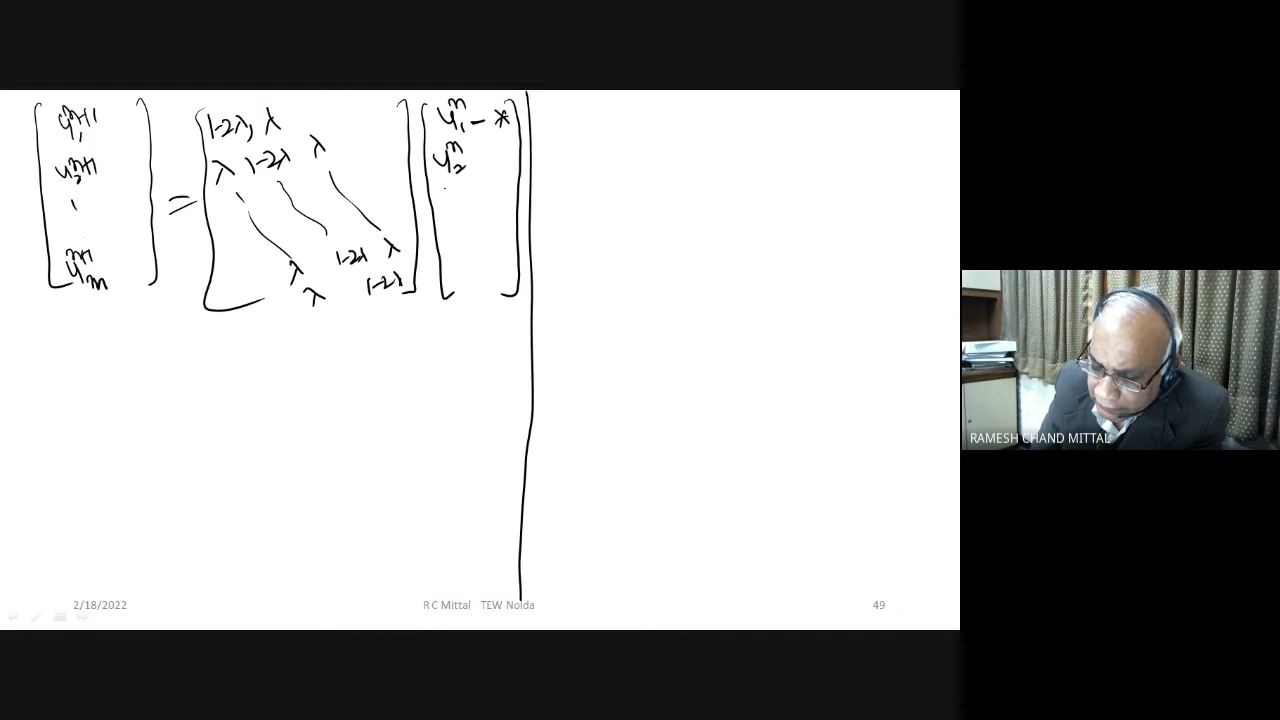 u₁ⁿ⁺¹
u₂ⁿ⁺¹
uₘⁿ⁺¹
=
1-2λ, λ
λ 1-2λ λ
λ 1-2λ λ
λ 1-2λ
u₁ⁿ - *
u₂ⁿ
RAMESH CHAND MITTAL
2/18/2022 R C Mittal TEW Noida 49